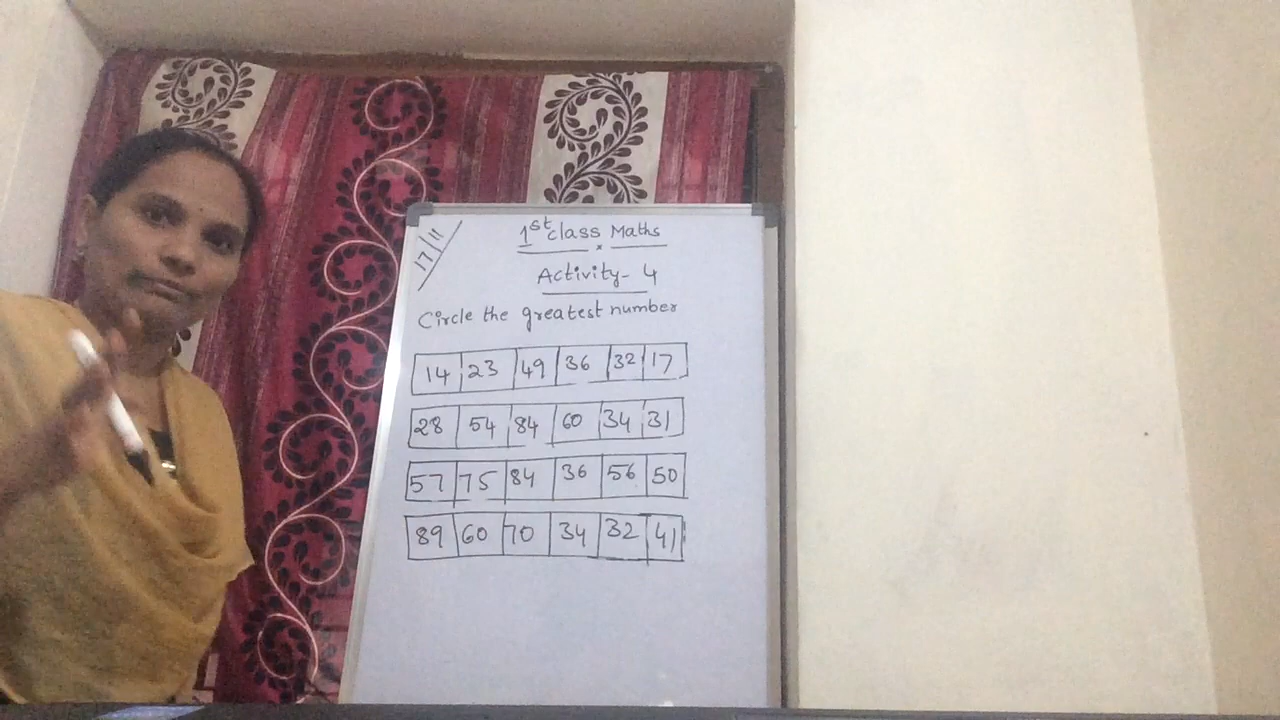 17/11
1st class Maths
Activity- 4
Circle the greatest number
14 23 49 36 32 17
28 54 84 60 34 31
57 75 84 36 56 50
89 60 70 34 32 41